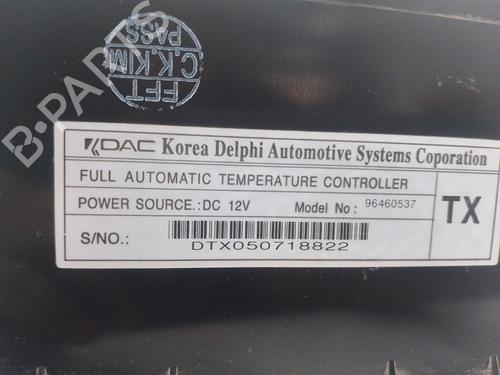 FFT
C.K.KIM
PASS
B-PARTS
KDAC Korea Delphi Automotive Systems Coporation
FULL AUTOMATIC TEMPERATURE CONTROLLER
POWER SOURCE.:DC 12V Model No : 96460537
TX
S/NO.:
DTX050718822